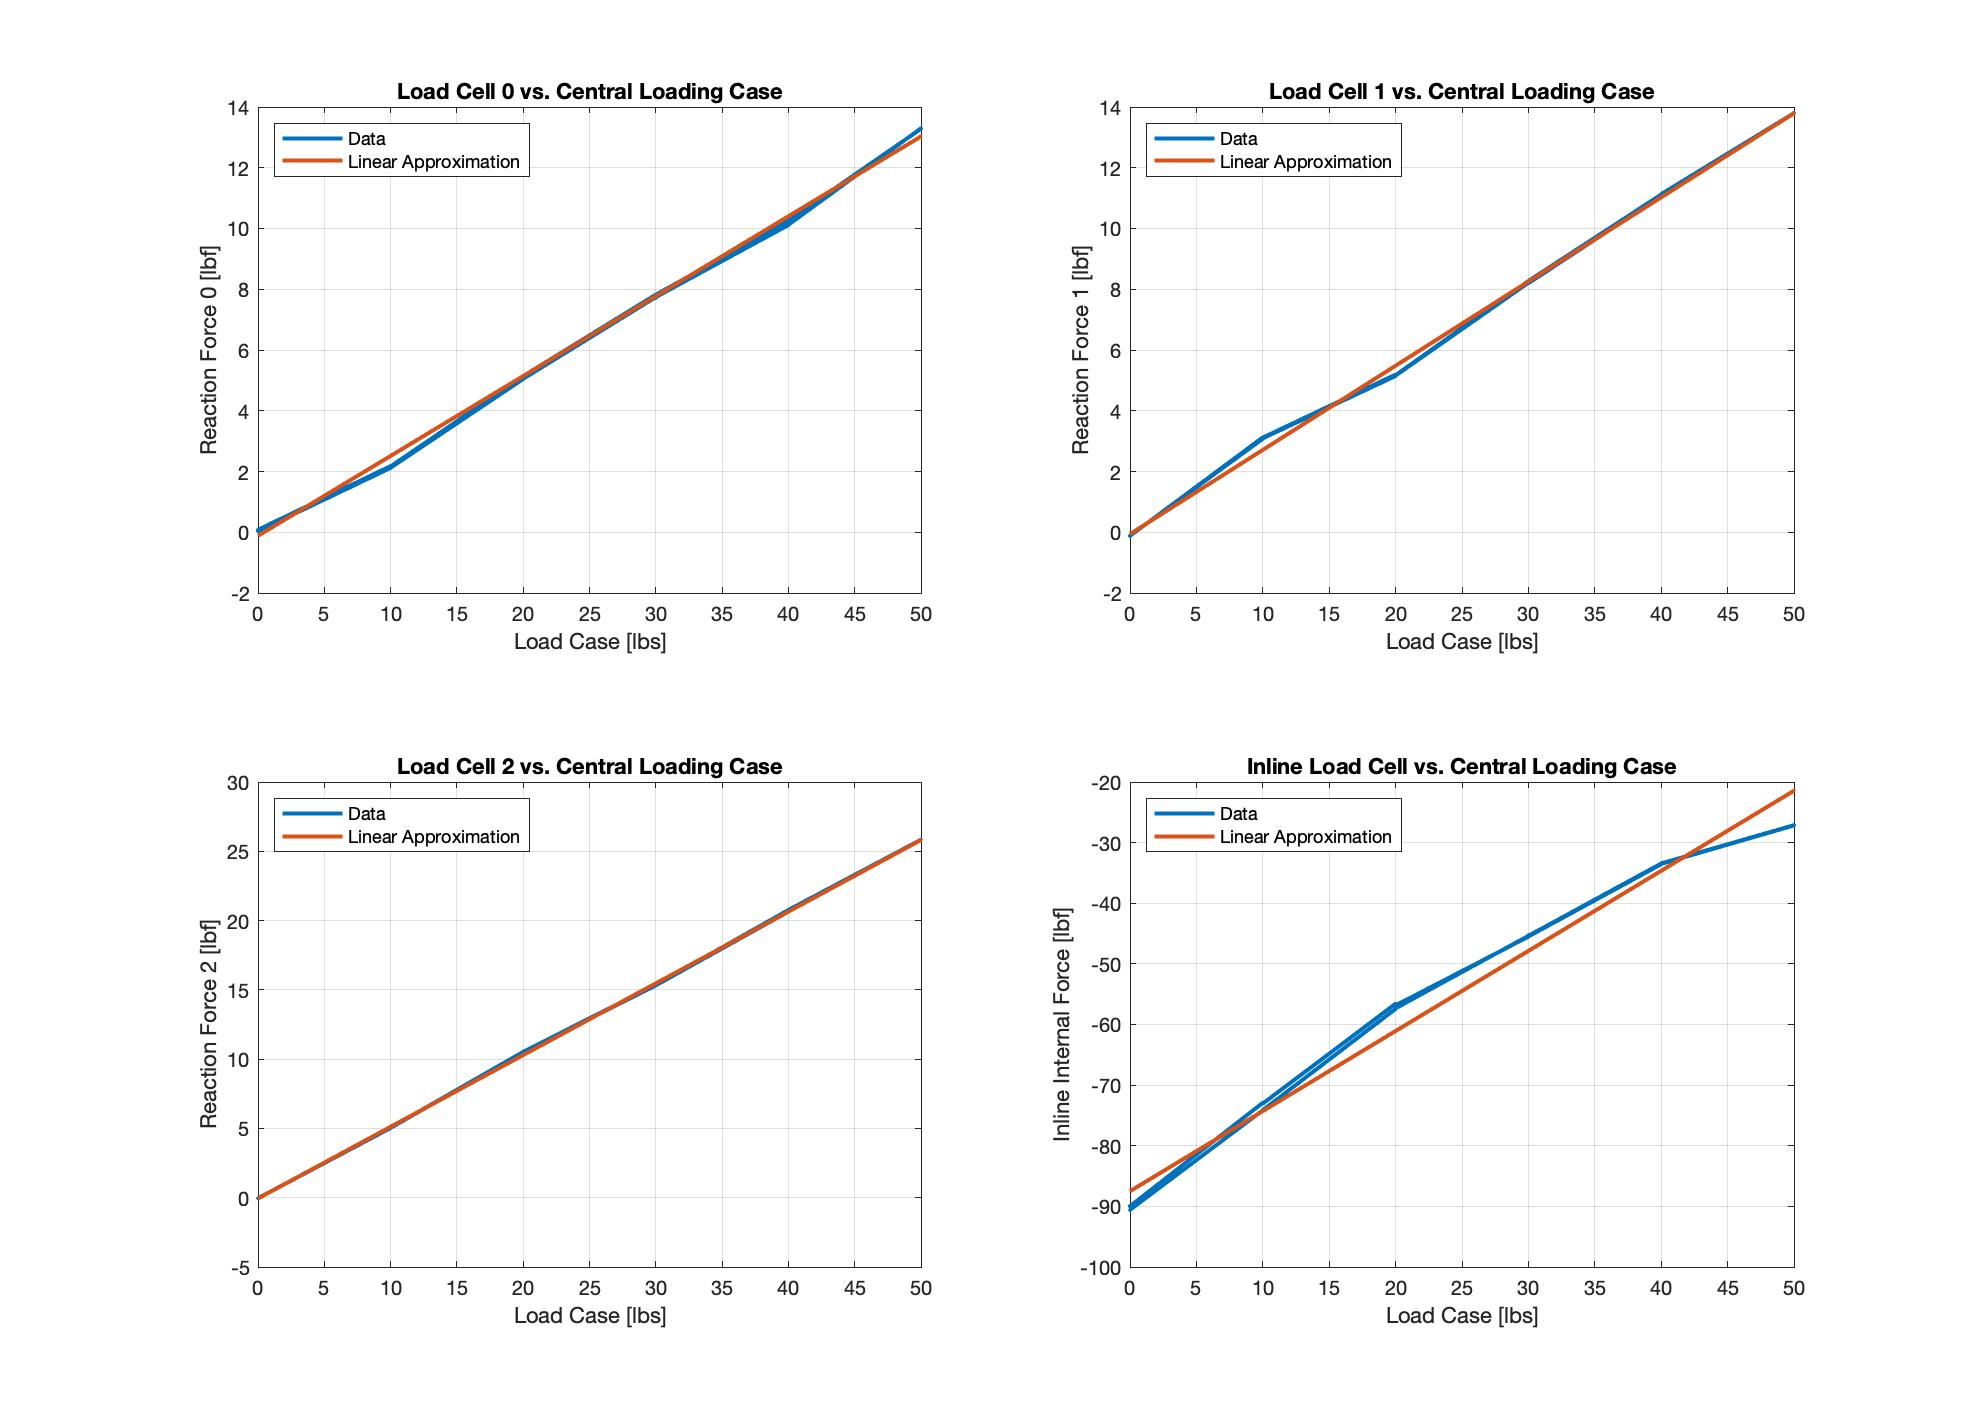 Load Cell 0 vs. Central Loading Case
14
12
10
8
6
4
2
0
-2
Reaction Force 0 [lbf]
Data
Linear Approximation
0 5 10 15 20 25 30 35 40 45 50
Load Case [lbs]
Load Cell 1 vs. Central Loading Case
14
12
10
8
6
4
2
0
-2
Reaction Force 1 [lbf]
Data
Linear Approximation
0 5 10 15 20 25 30 35 40 45 50
Load Case [lbs]
Load Cell 2 vs. Central Loading Case
30
25
20
15
10
5
0
-5
Reaction Force 2 [lbf]
Data
Linear Approximation
0 5 10 15 20 25 30 35 40 45 50
Load Case [lbs]
Inline Load Cell vs. Central Loading Case
-20
-30
-40
-50
-60
-70
-80
-90
-100
Inline Internal Force [lbf]
Data
Linear Approximation
0 5 10 15 20 25 30 35 40 45 50
Load Case [lbs]